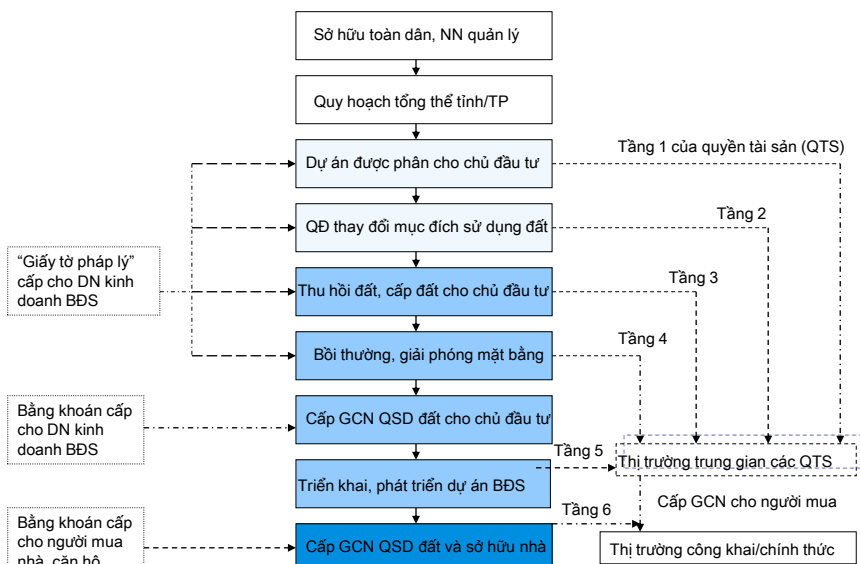 Sở hữu toàn dân, NN quản lý
Quy hoạch tổng thể tỉnh/TP
Dự án được phân cho chủ đầu tư
Tầng 1 của quyền tài sản (QTS)
QĐ thay đổi mục đích sử dụng đất
Tầng 2
“Giấy tờ pháp lý”
cấp cho DN kinh
doanh BĐS
Thu hồi đất, cấp đất cho chủ đầu tư
Tầng 3
Bồi thường, giải phóng mặt bằng
Tầng 4
Bằng khoán cấp
cho DN kinh
doanh BĐS
Cấp GCN QSD đất cho chủ đầu tư
Triển khai, phát triển dự án BĐS
Tầng 5
Thị trường trung gian các QTS
Cấp GCN cho người mua
Bằng khoán cấp
cho người mua
nhà, căn hộ
Cấp GCN QSD đất và sở hữu nhà
Tầng 6
Thị trường công khai/chính thức